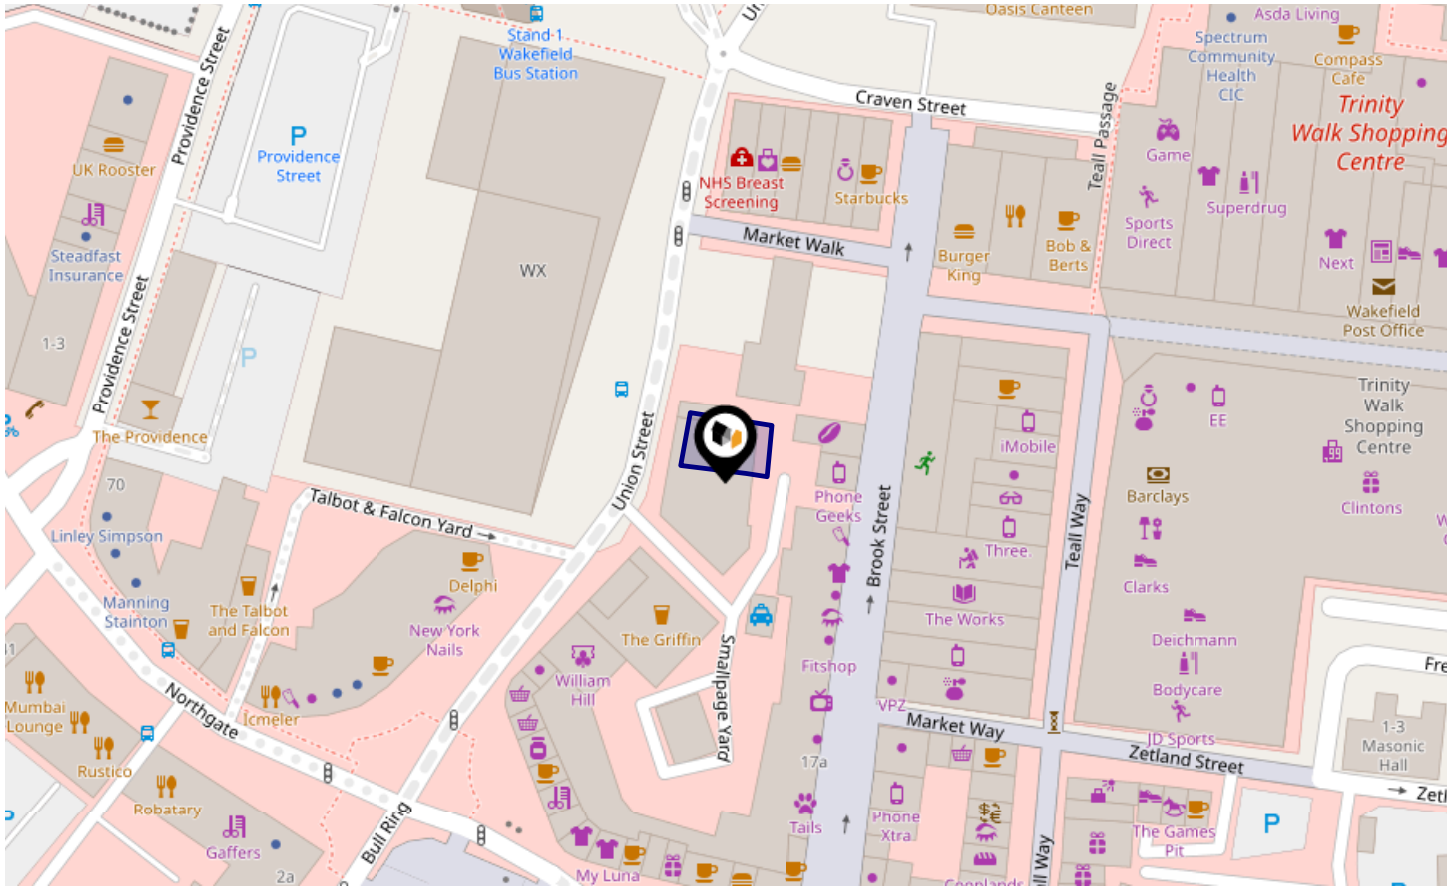 Oasis Canteen
Stand 1
Wakefield
Bus Station
Asda Living
Spectrum
Community
Health
CIC
Compass
Cafe
Trinity
Walk Shopping
Centre
Providence Street
P
Providence
Street
Craven Street
Teall Passage
Game
UK Rooster
NHS Breast
Screening
Starbucks
Superdrug
Sports
Direct
Steadfast
Insurance
WX
Market Walk
Burger
King
Bob &
Berts
Next
Wakefield
Post Office
1-3
P
Providence Street
Union Street
The Providence
iMobile
EE
Trinity
Walk
Shopping
Centre
70
Talbot & Falcon Yard
Phone
Geeks
Barclays
Clintons
Linley Simpson
Brook Street
Three.
Teall Way
Delphi
Clarks
Manning
Stainton
The Talbot
and Falcon
New York
Nails
The Griffin
The Works
Deichmann
Smallpage Yard
Fitshop
William
Hill
Bodycare
Mumbai
Lounge
Northgate
İcmeler
VPZ
Market Way
JD Sports
1-3
Masonic
Hall
Zetland Street
Rustico
17a
Robatary
Bull Ring
Tails
Phone
Xtra
The Games
Pit
P
Gaffers
2a
My Luna